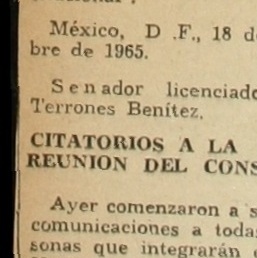 México, D .F., 18 de
bre de 1965.
Senador licenciado
Terrones Benítez.
CITATORIOS A LA
REUNION DEL CONS
Ayer comenzaron a s
comunicaciones a toda
sonas que integrarán